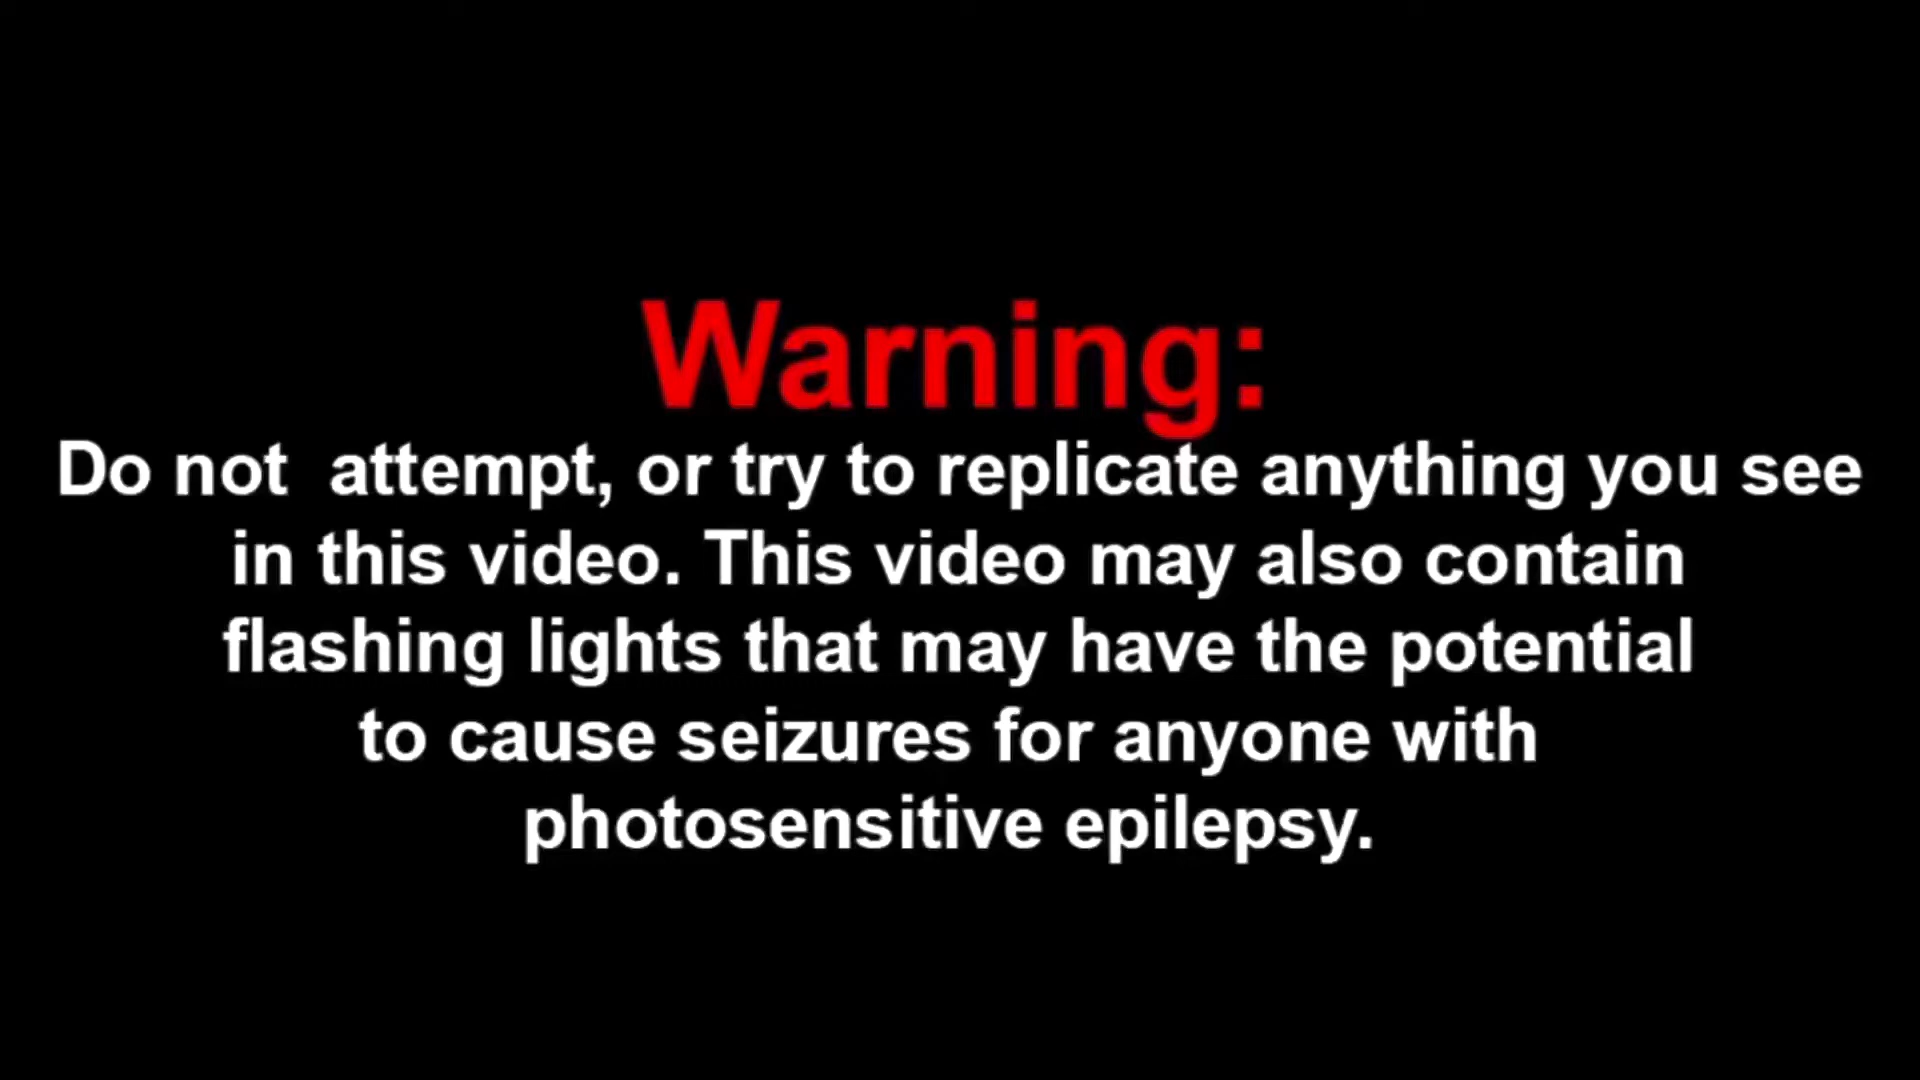 Warning:
Do not  attempt, or try to replicate anything you see
in this video. This video may also contain
flashing lights that may have the potential
to cause seizures for anyone with
photosensitive epilepsy.